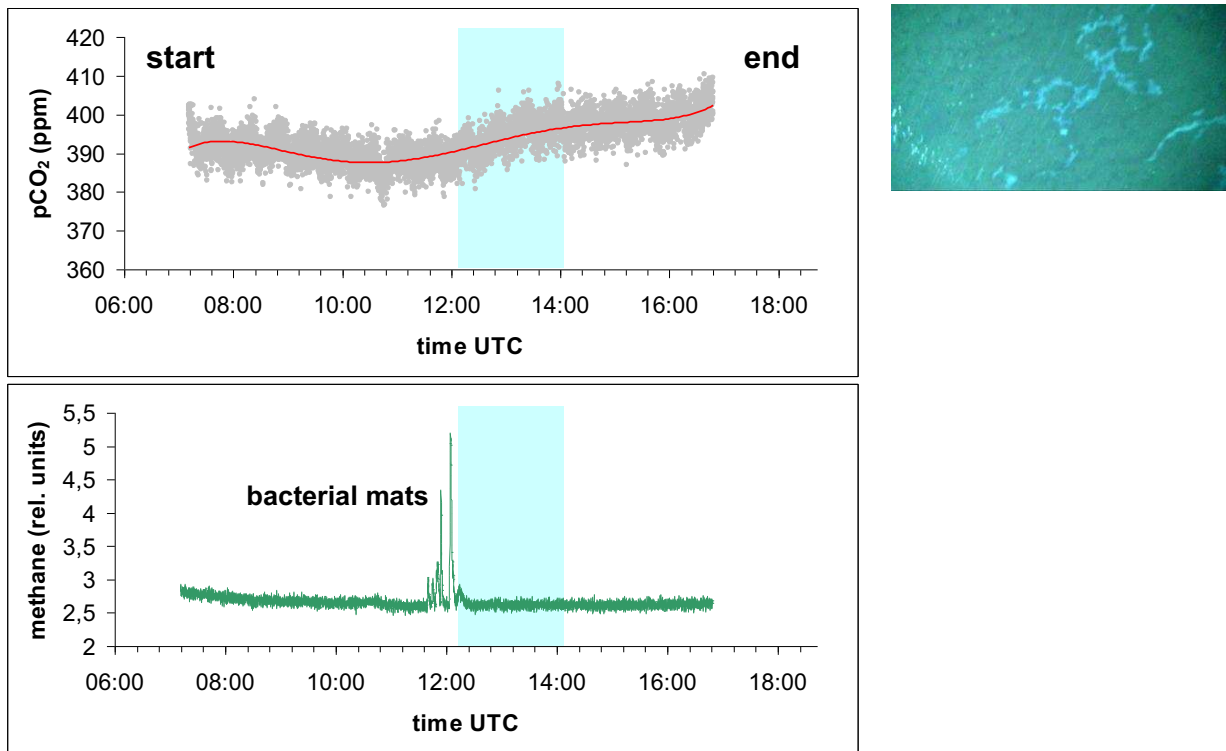 420
410
400
390
380
370
360
pCO₂ (ppm)
start
end
06:00 08:00 10:00 12:00 14:00 16:00 18:00
time UTC
5,5
5
4,5
4
3,5
3
2,5
2
methane (rel. units)
bacterial mats
06:00 08:00 10:00 12:00 14:00 16:00 18:00
time UTC